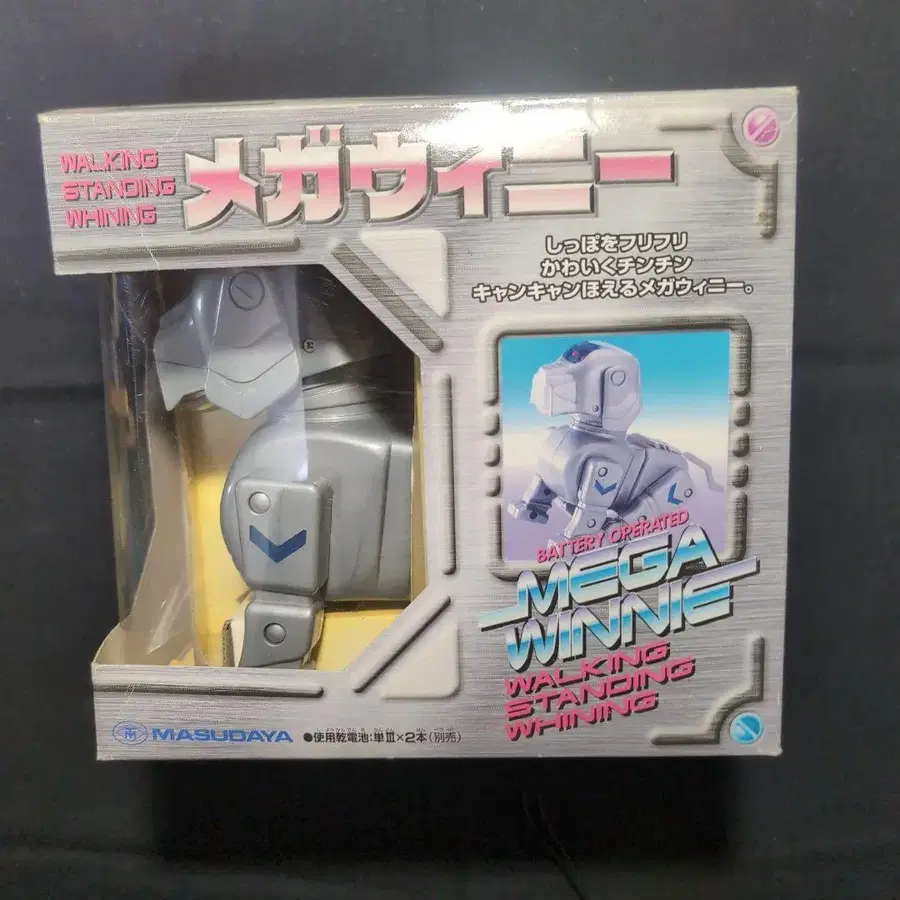 WALKING
STANDING
WHINING
メガウィニー
しっぽをフリフリ
かわいくチンチン
キャンキャンほえるメガウィニー。
BATTERY OPERATED
MEGA
WINNIE
WALKING
STANDING
WHINING
MASUDAYA
●使用乾電池:単Ⅲ×2本(別売)